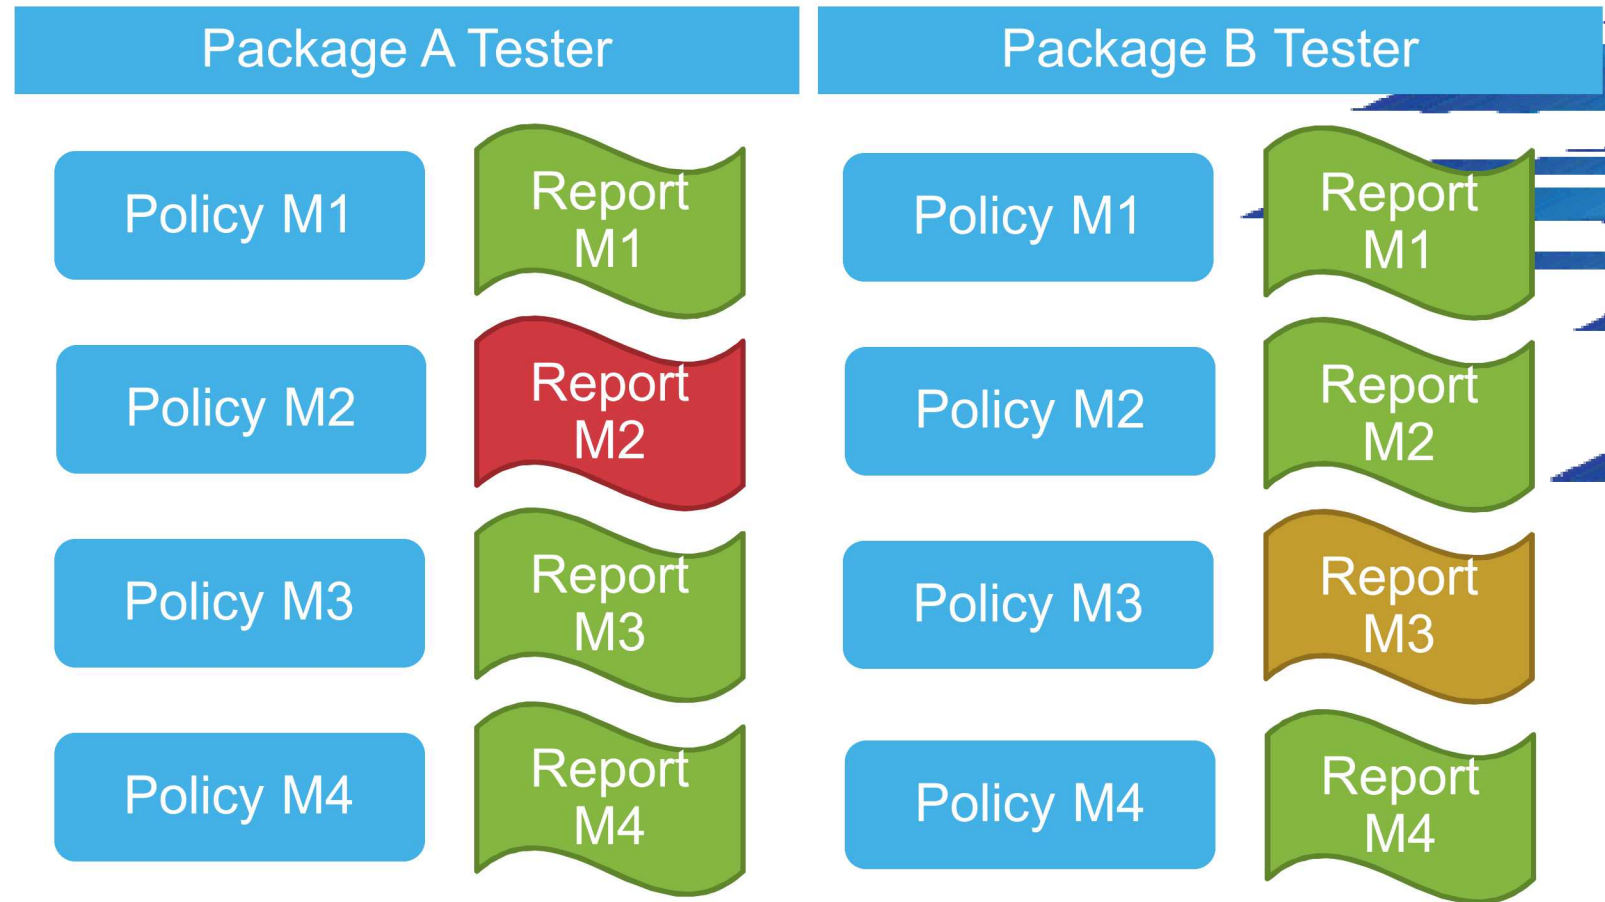 Package A Tester
Policy M1
Report
M1
Policy M2
Report
M2
Policy M3
Report
M3
Policy M4
Report
M4
Package B Tester
Policy M1
Report
M1
Policy M2
Report
M2
Policy M3
Report
M3
Policy M4
Report
M4